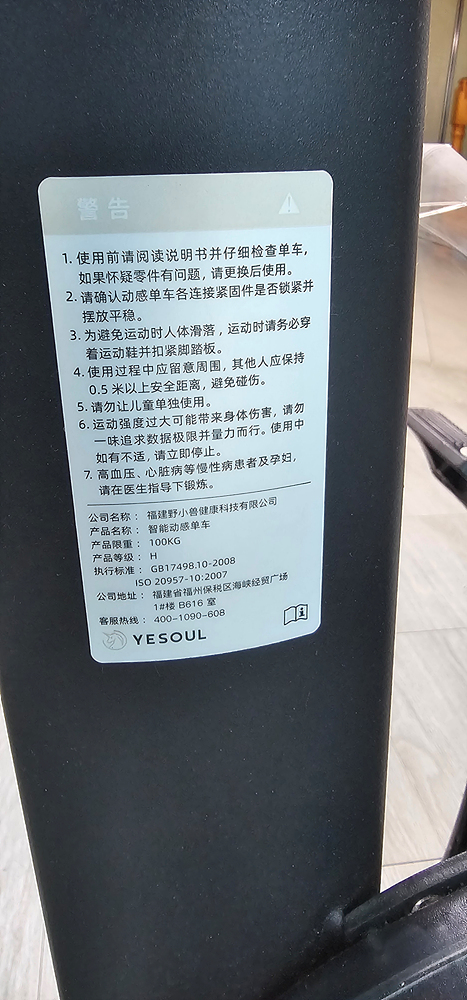 警告
1. 使用前请阅读说明书并仔细检查单车,
如果怀疑零件有问题, 请更换后使用。
2. 请确认动感单车各连接紧固件是否锁紧并
摆放平稳。
3. 为避免运动时人体滑落, 运动时请务必穿
着运动鞋并扣紧脚踏板。
4. 使用过程中应留意周围, 其他人应保持
0.5 米以上安全距离, 避免碰伤。
5. 请勿让儿童单独使用。
6. 运动强度过大可能带来身体伤害, 请勿
一味追求数据极限并量力而行。使用中
如有不适, 请立即停止。
7. 高血压、心脏病等慢性病患者及孕妇,
请在医生指导下锻炼。
公司名称: 福建野小兽健康科技有限公司
产品名称: 智能动感单车
产品限重: 100KG
产品等级: H
执行标准: GB17498.10-2008
ISO 20957-10:2007
公司地址: 福建省福州保税区海峡经贸广场
1#楼 B616 室
客服热线: 400-1090-608
YESOUL